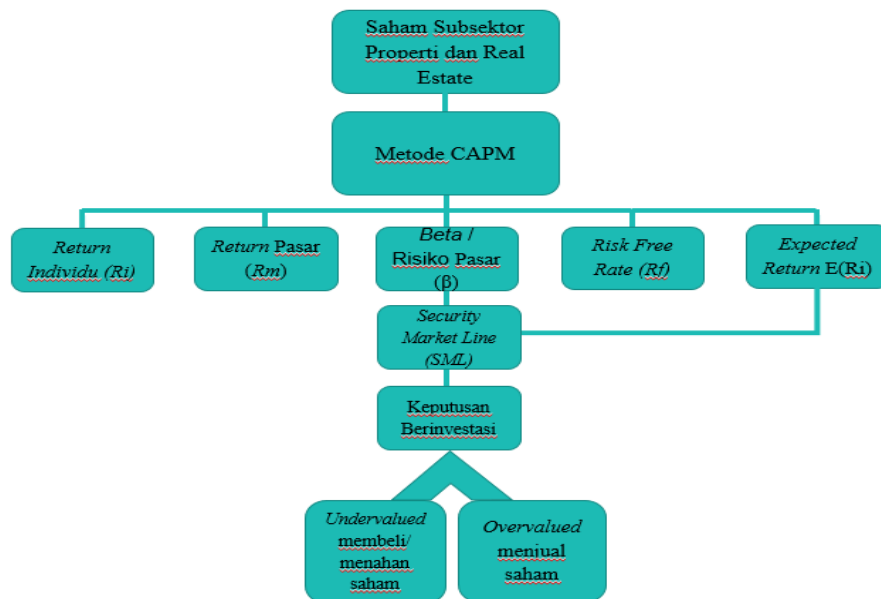 Saham Subsektor
Properti dan Real
Estate
Metode CAPM
Return
Individu (Ri)
Return Pasar
(Rm)
Beta /
Risiko Pasar
(β)
Risk Free
Rate (Rf)
Expected
Return E(Ri)
Security
Market Line
(SML)
Keputusan
Berinvestasi
Undervalued
membeli/
menahan
saham
Overvalued
menjual
saham